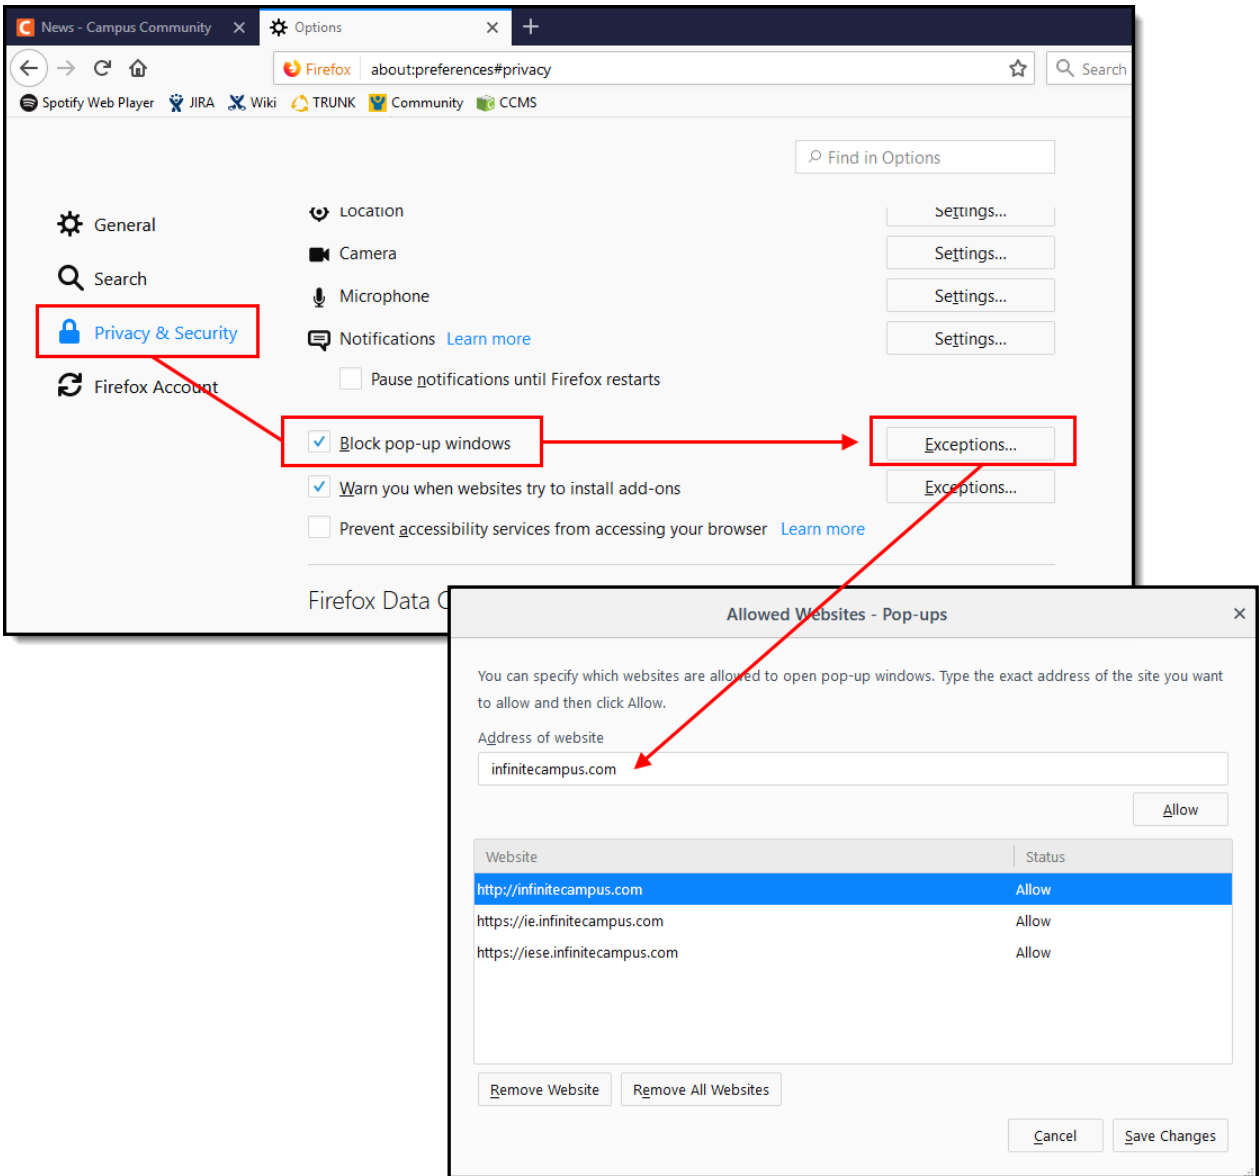 News - Campus Community
Options
Firefox about:preferences#privacy
Search
Spotify Web Player JIRA Wiki TRUNK Community CCMS
Find in Options
General
Search
Privacy & Security
Firefox Account
Location Settings...
Camera Settings...
Microphone Settings...
Notifications Learn more Settings...
Pause notifications until Firefox restarts
Block pop-up windows Exceptions...
Warn you when websites try to install add-ons Exceptions...
Prevent accessibility services from accessing your browser Learn more
Firefox Data
Allowed Websites - Pop-ups
You can specify which websites are allowed to open pop-up windows. Type the exact address of the site you want
to allow and then click Allow.
Address of website
infinitecampus.com
Allow
Website Status
http://infinitecampus.com Allow
https://ie.infinitecampus.com Allow
https://iese.infinitecampus.com Allow
Remove Website Remove All Websites
Cancel Save Changes